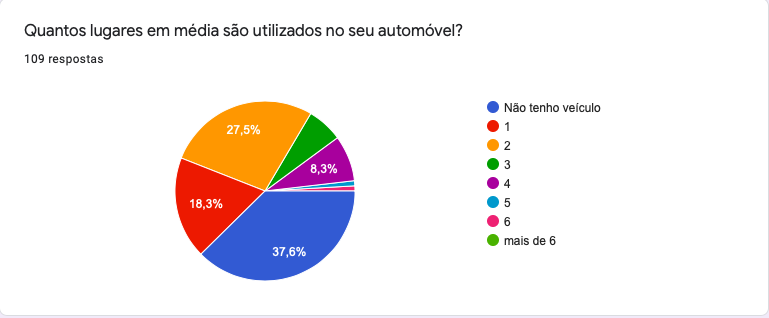 Quantos lugares em média são utilizados no seu automóvel?
109 respostas
Não tenho veículo
1
2
3
4
5
6
mais de 6
27,5%
8,3%
18,3%
37,6%